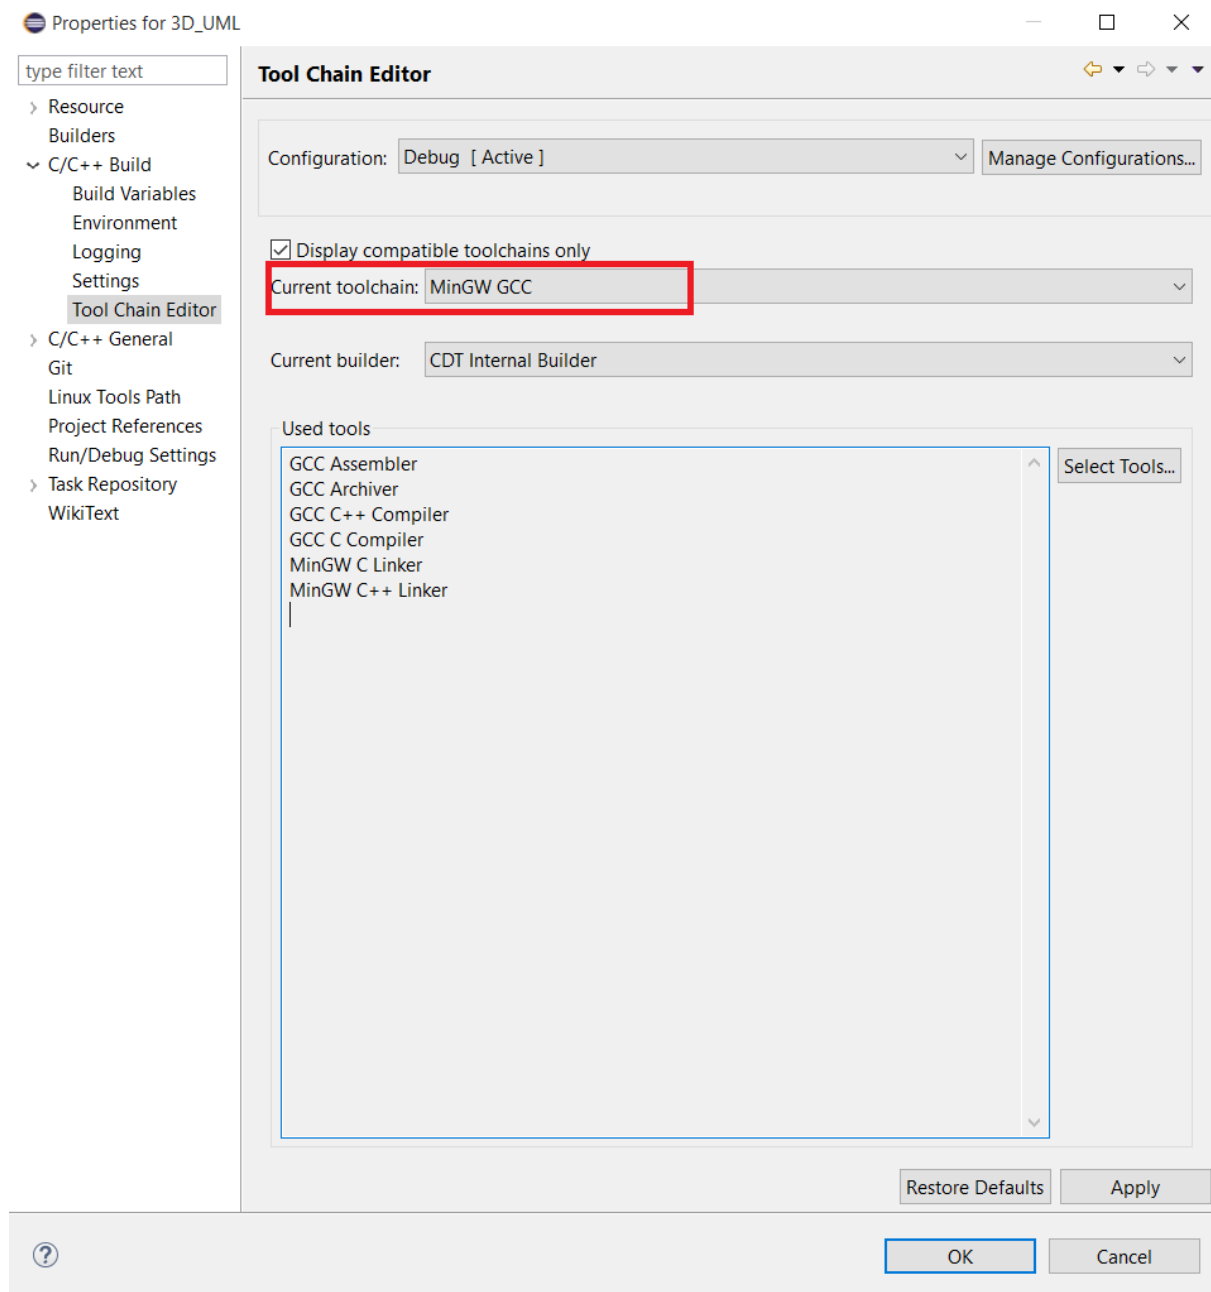 Properties for 3D_UML
type filter text
Resource
Builders
C/C++ Build
Build Variables
Environment
Logging
Settings
Tool Chain Editor
C/C++ General
Git
Linux Tools Path
Project References
Run/Debug Settings
Task Repository
WikiText
Tool Chain Editor
Configuration: Debug [ Active ] Manage Configurations...
Display compatible toolchains only
Current toolchain: MinGW GCC
Current builder: CDT Internal Builder
Used tools
GCC Assembler
GCC Archiver
GCC C++ Compiler
GCC C Compiler
MinGW C Linker
MinGW C++ Linker
Select Tools...
Restore Defaults Apply
? OK Cancel